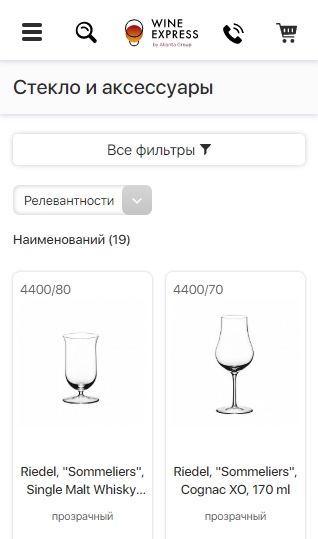 WINE
EXPRESS
by Alianta Group
Стекло и аксессуары
Все фильтры
Релевантности
Наименований (19)
4400/80
4400/70
Riedel, "Sommeliers",
Single Malt Whisky...
Riedel, "Sommeliers",
Cognac XO, 170 ml
прозрачный
прозрачный